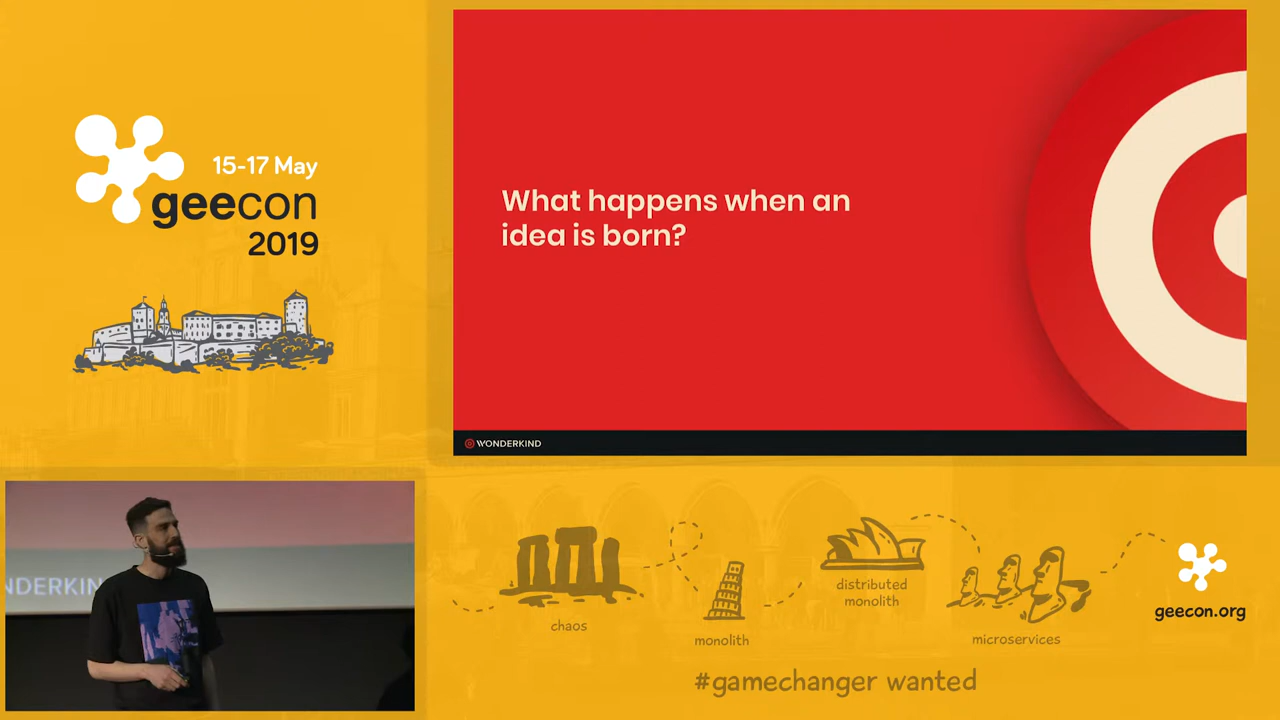 15-17 May
geecon
2019
What happens when an
idea is born?
WONDERKIND
NDERKIN
chaos
monolith
distributed
monolith
microservices
geecon.org
#gamechanger wanted